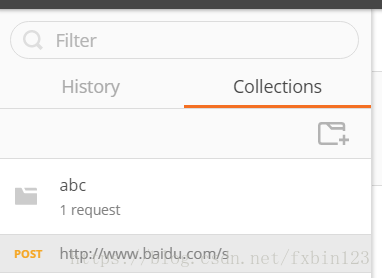 Filter
History Collections
abc
1 request
POST http://www.baidu.com/s
https://blog.csdn.net/fxbin123